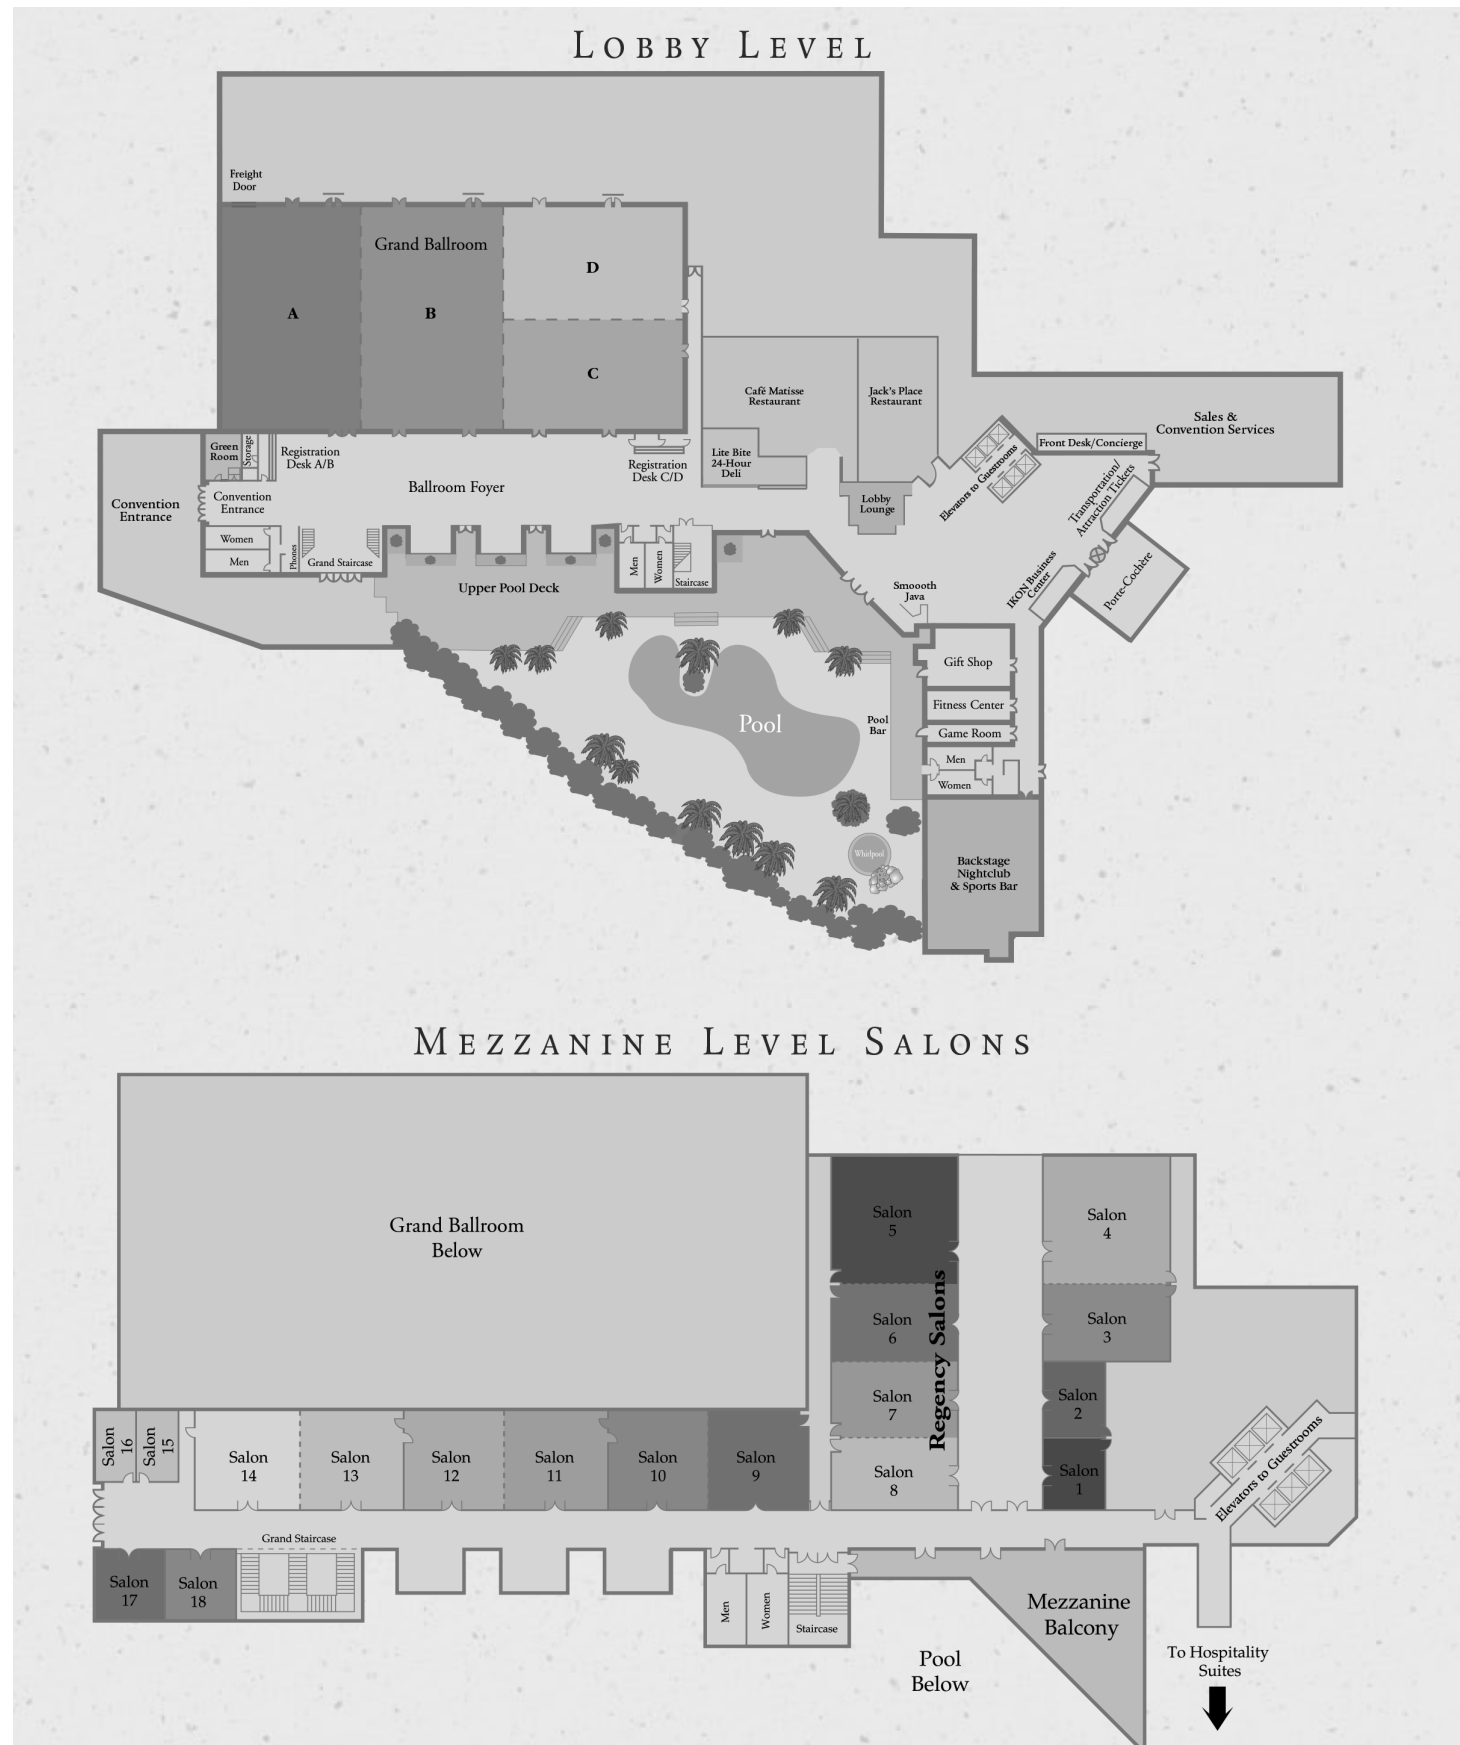 LOBBY LEVEL
Freight
Door
Grand Ballroom
A
B
D
C
Café Matisse
Restaurant
Jack's Place
Restaurant
Lite Bite
24-Hour
Deli
Lobby
Lounge
Elevators to Guestrooms
Front Desk/Concierge
Sales &
Convention Services
Transportation/
Attraction Tickets
Porte-Cochère
IKON Business
Center
Green
Room
Storage
Registration
Desk A/B
Registration
Desk C/D
Convention
Entrance
Convention
Entrance
Ballroom Foyer
Women
Men
Phones
Grand Staircase
Upper Pool Deck
Men
Women
Staircase
Smoooth
Java
Gift Shop
Fitness Center
Game Room
Men
Women
Pool
Pool
Bar
Whirlpool
Backstage
Nightclub
& Sports Bar
MEZZANINE LEVEL SALONS
Grand Ballroom
Below
Salon
5
Salon
4
Salon
6
Salon
3
Regency Salons
Salon
7
Salon
2
Salon
8
Salon
1
Salon
16
Salon
15
Salon
14
Salon
13
Salon
12
Salon
11
Salon
10
Salon
9
Elevators to Guestrooms
Grand Staircase
Salon
17
Salon
18
Men
Women
Staircase
Mezzanine
Balcony
Pool
Below
To Hospitality
Suites